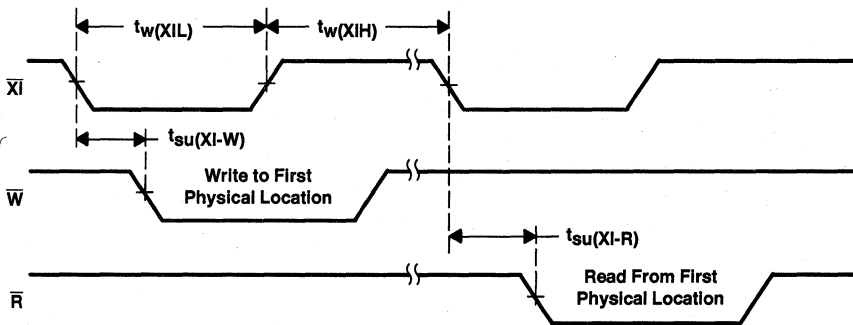 tw(XIL)
tw(XIH)
XI
tsu(XI-W)
W
Write to First
Physical Location
tsu(XI-R)
R
Read From First
Physical Location